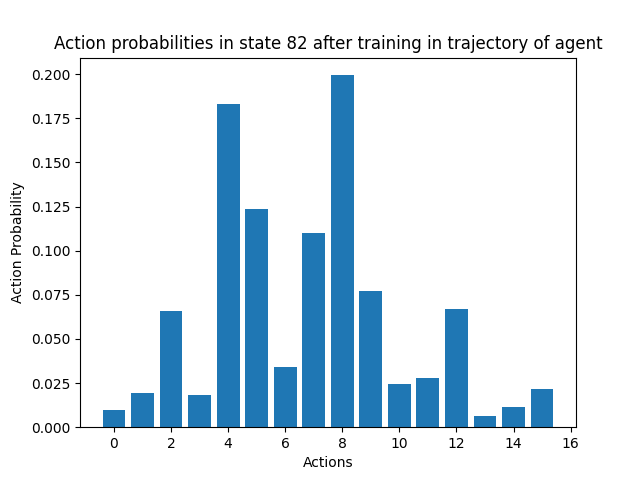 Action probabilities in state 82 after training in trajectory of agent
0.200
0.175
0.150
0.125
0.100
0.075
0.050
0.025
0.000
Action Probability
0 2 4 6 8 10 12 14 16
Actions